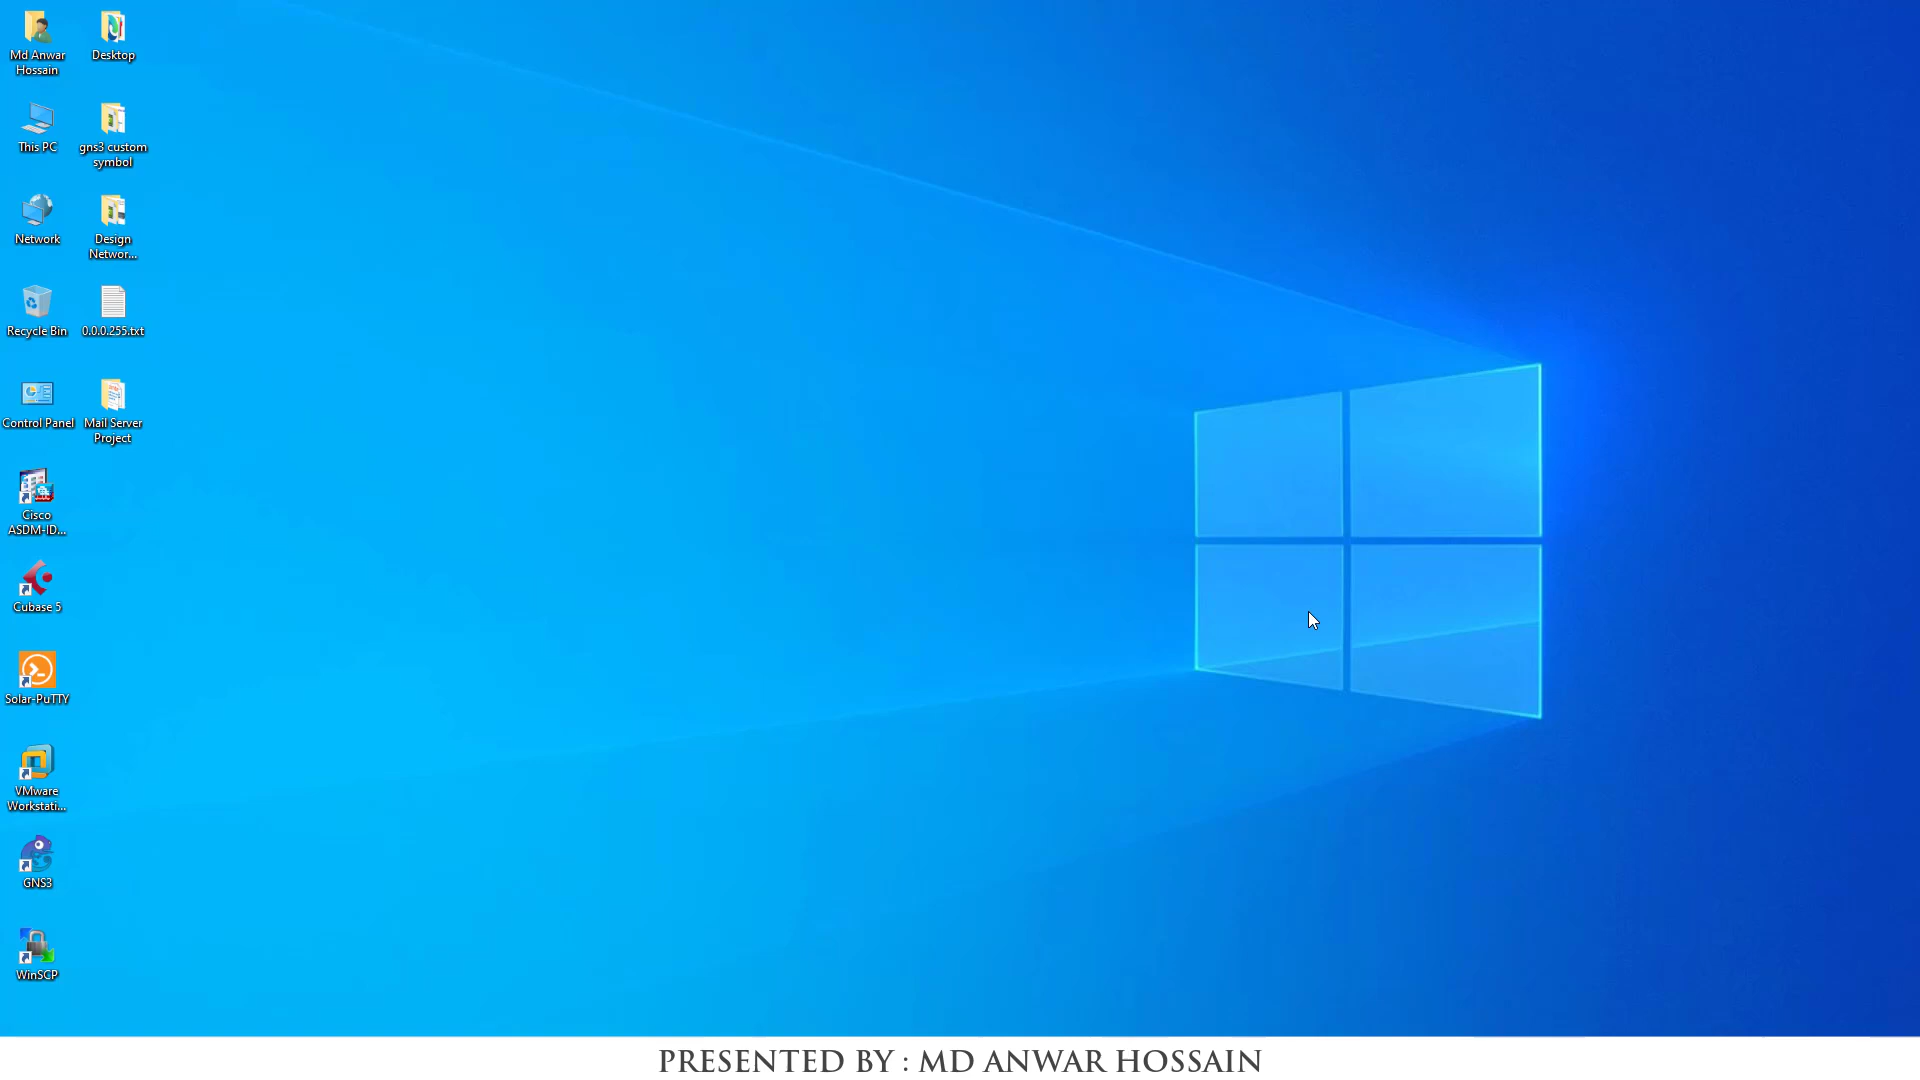 Md Anwar
Hossain
Desktop
This PC
gns3 custom
symbol
Network
Design
Networ...
Recycle Bin
0.0.0.255.txt
Control Panel
Mail Server
Project
Cisco
ASDM-ID...
Cubase 5
Solar-PuTTY
VMware
Workstati...
GNS3
WinSCP
PRESENTED BY : MD ANWAR HOSSAIN